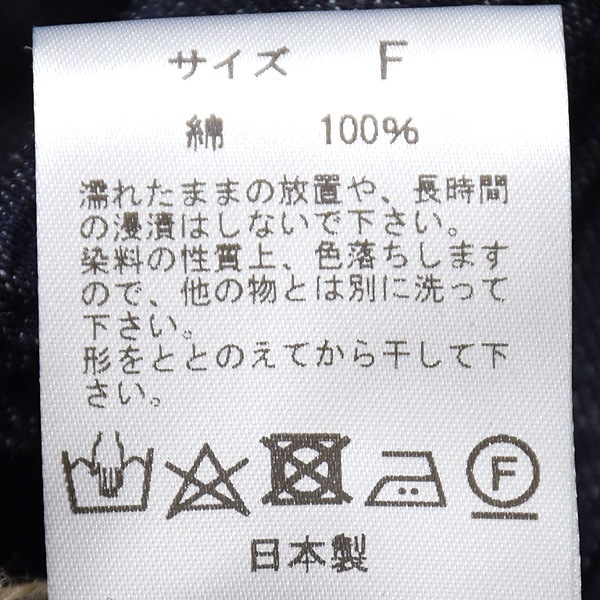 サイズ F
綿 100%
濡れたままの放置や、長時間
の浸漬はしないで下さい。
染料の性質上、色落ちします
ので、他の物とは別に洗って
下さい。
形をととのえてから干して下
さい。
F
日本製